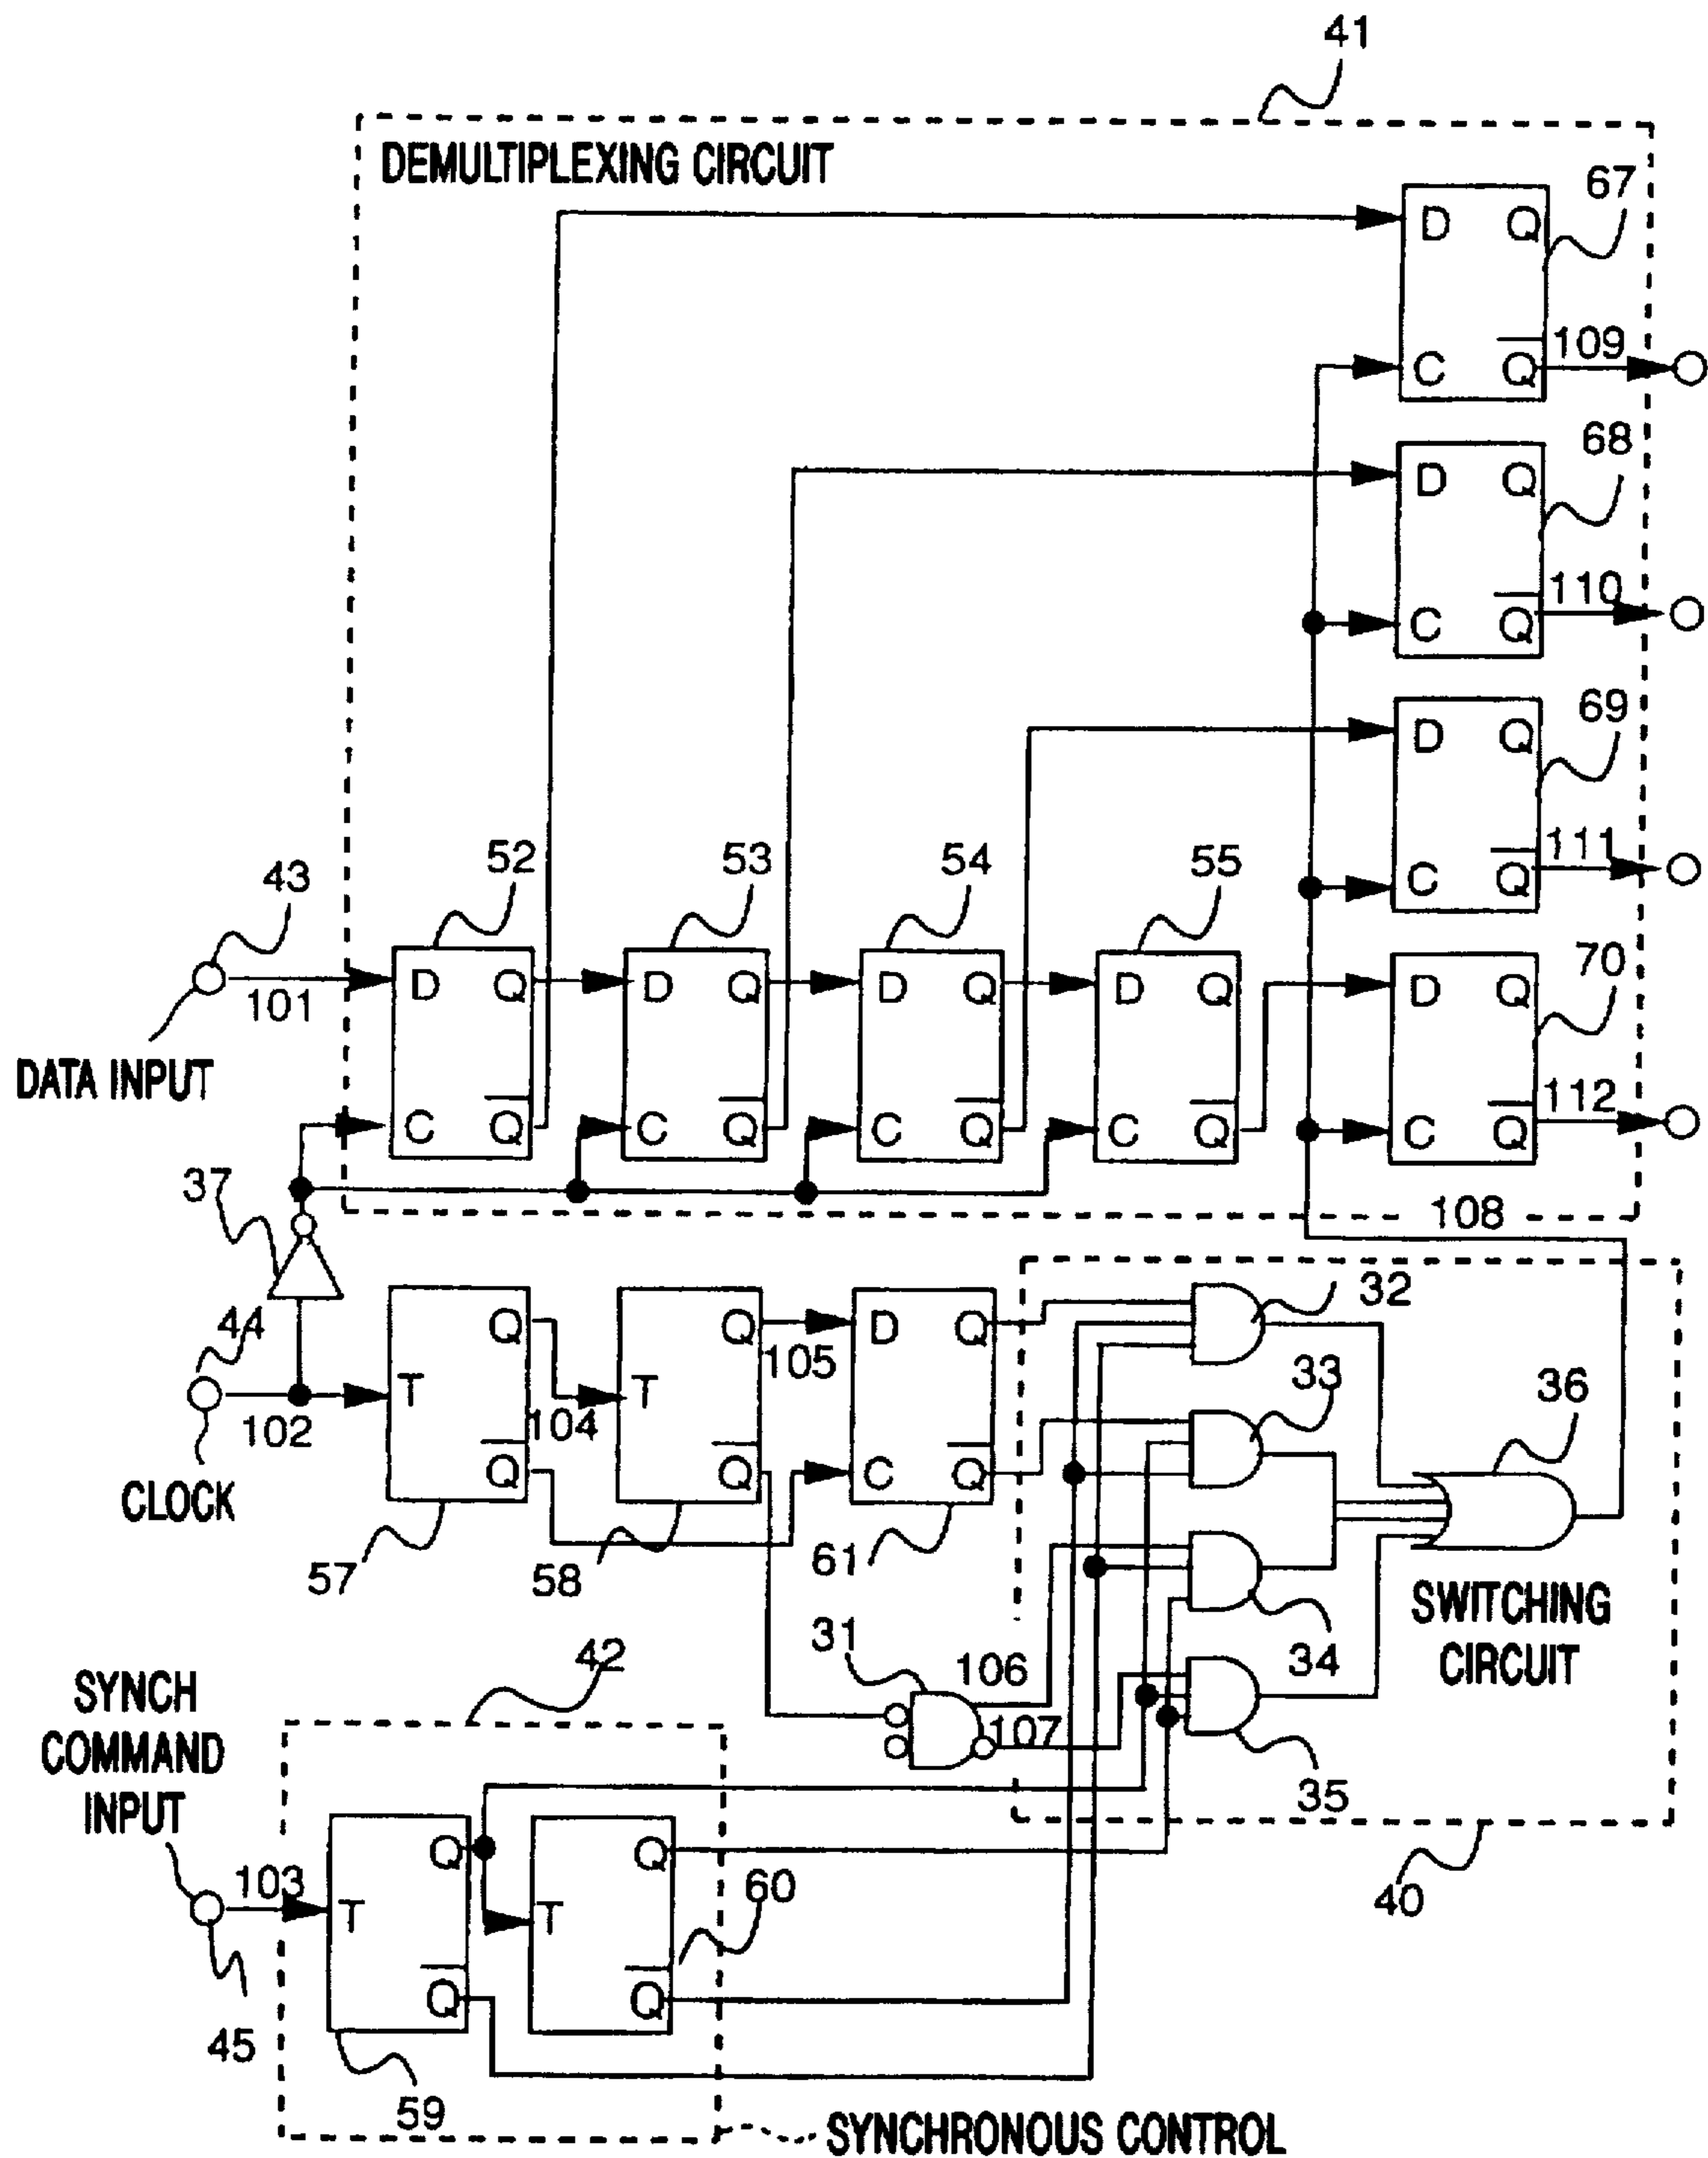 41
DEMULTIPLEXING CIRCUIT
67
D Q
C Q 109
68
D Q
C Q 110
69
D Q
C Q 111
43
52
53
54
55
70
101
D Q
D Q
D Q
D Q
D Q
DATA INPUT
C Q
C Q
C Q
C Q
C Q 112
37
108
44
Q
Q
D Q
32
105
T
T
33
36
102
104
Q
Q
C Q
CLOCK
57
58
61
SWITCHING
CIRCUIT
31
106
34
42
SYNCH
COMMAND
INPUT
107
35
Q
Q
103
T
T
60
40
Q
Q
45
59
SYNCHRONOUS CONTROL